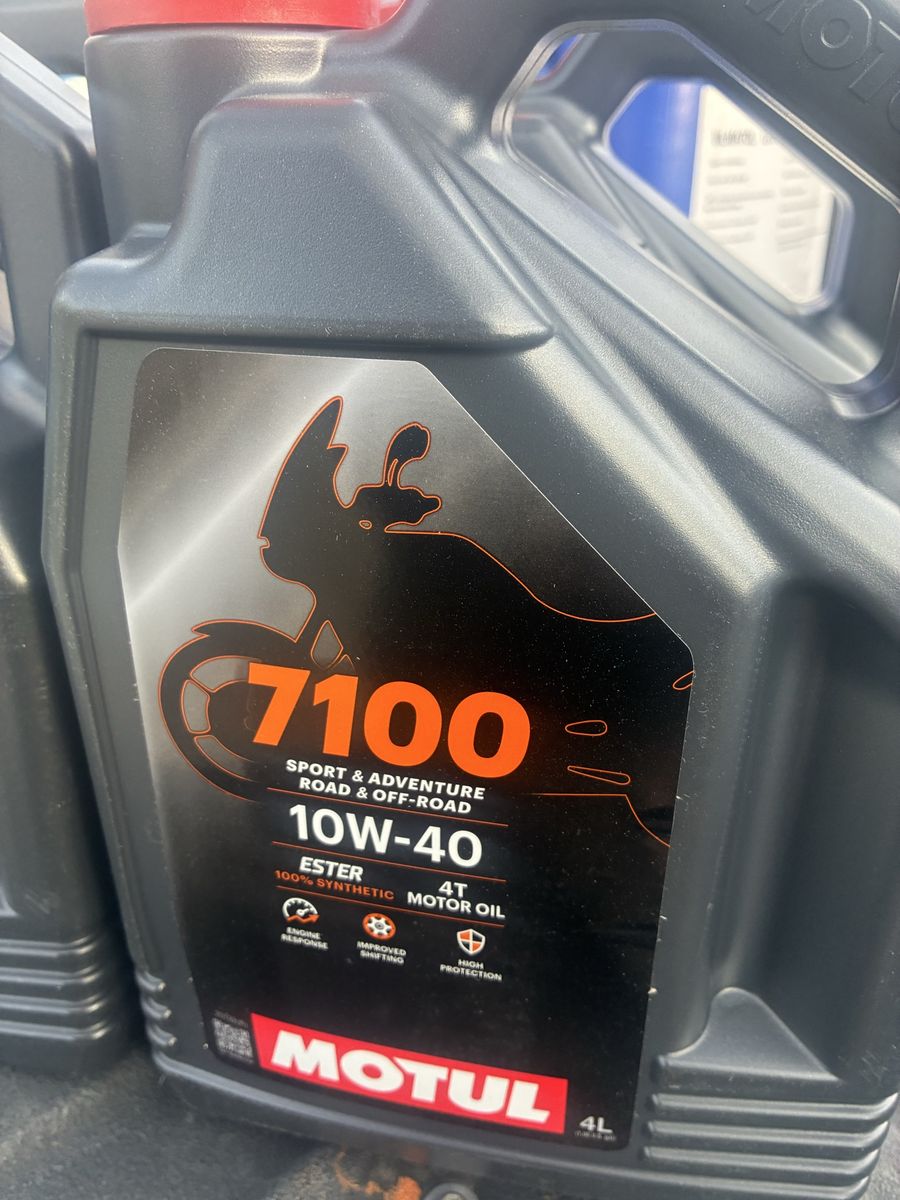 MOTUL
7100
SPORT & ADVENTURE
ROAD & OFF-ROAD
10W-40
ESTER
100% SYNTHETIC
4T
MOTOR OIL
ENGINE
RESPONSE
IMPROVED
SHIFTING
HIGH
PROTECTION
MOTUL
4L